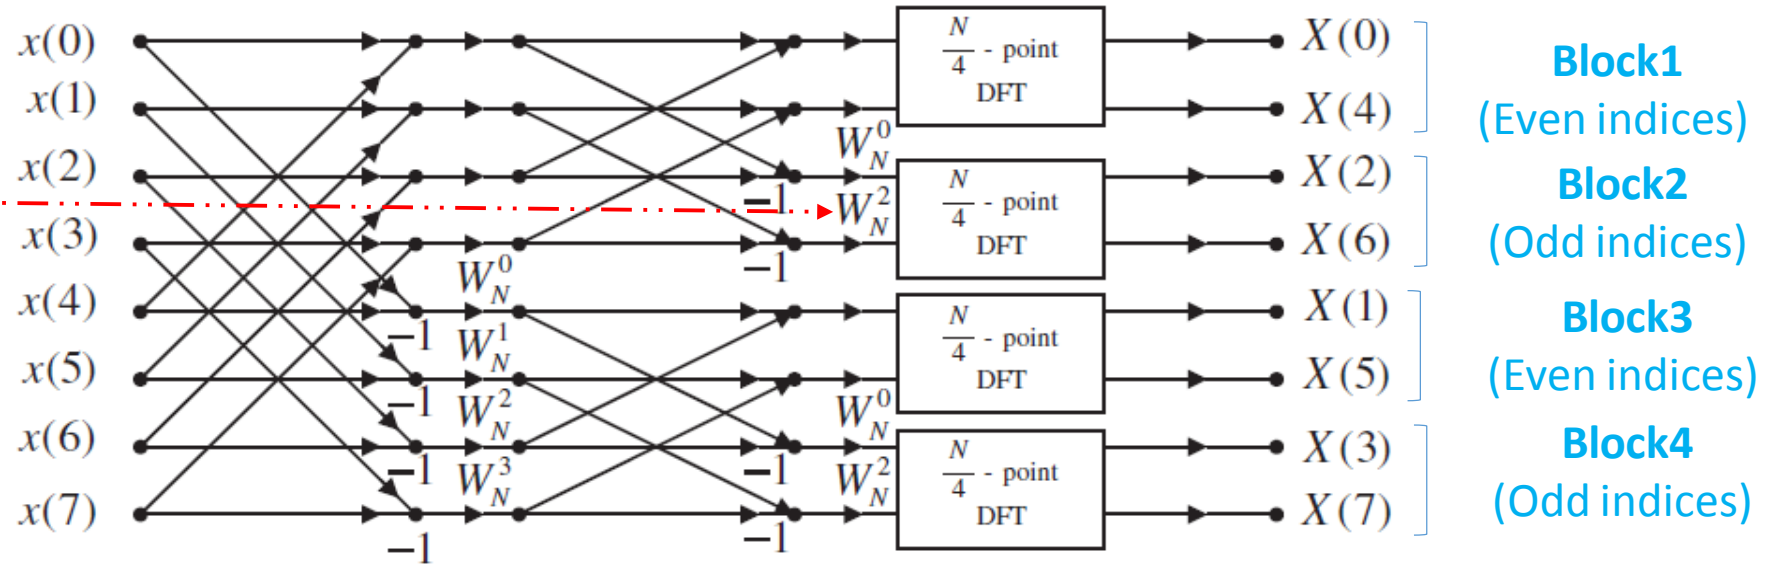 x(0)
x(1)
x(2)
x(3)
x(4)
x(5)
x(6)
x(7)
−1
−1
−1
−1
W_N^0
W_N^1
W_N^2
W_N^3
−1
−1
−1
−1
W_N^0
W_N^2
W_N^0
W_N^2
N/4 - point
DFT
N/4 - point
DFT
N/4 - point
DFT
N/4 - point
DFT
X(0)
X(4)
X(2)
X(6)
X(1)
X(5)
X(3)
X(7)
Block1
(Even indices)
Block2
(Odd indices)
Block3
(Even indices)
Block4
(Odd indices)